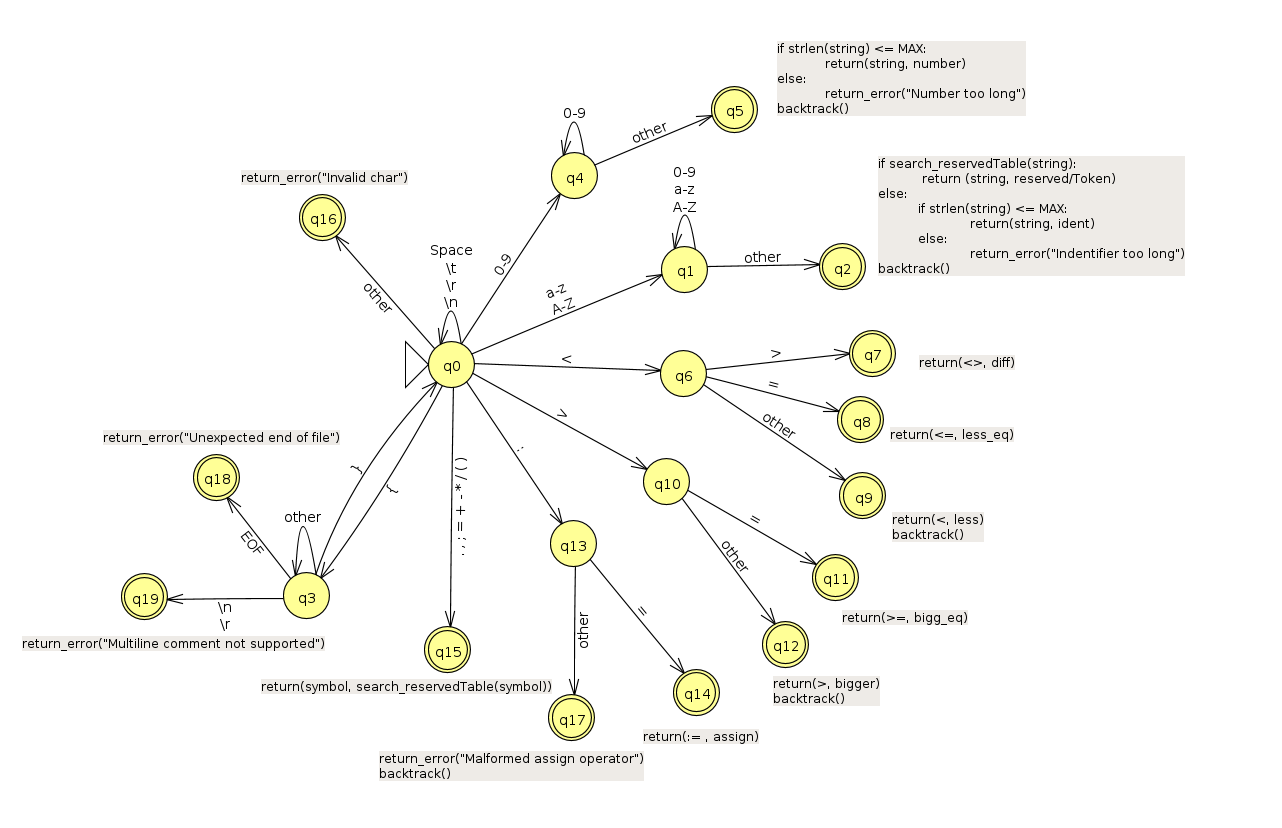 if strlen(string) <= MAX:
return(string, number)
else:
return_error("Number too long")
backtrack()
q5
0-9
other
q4
if search_reservedTable(string):
return (string, reserved/Token)
else:
if strlen(string) <= MAX:
return(string, ident)
else:
return_error("Indentifier too long")
backtrack()
0-9
a-z
A-Z
other
q1
q2
return_error("Invalid char")
q16
other
Space
\t
\r
\n
0-9
a-z
A-Z
q0
<
q6
>
q7
return(<>, diff)
=
q8
return(<=, less_eq)
other
q9
return(<, less)
backtrack()
>
q10
=
q11
return(>=, bigg_eq)
other
q12
return(>, bigger)
backtrack()
:
q13
=
q14
return(:= , assign)
other
q17
return_error("Malformed assign operator")
backtrack()
q15
return(symbol, search_reservedTable(symbol))
}
{
return_error("Unexpected end of file")
q18
EOF
other
q3
\n
\r
q19
return_error("Multiline comment not supported")